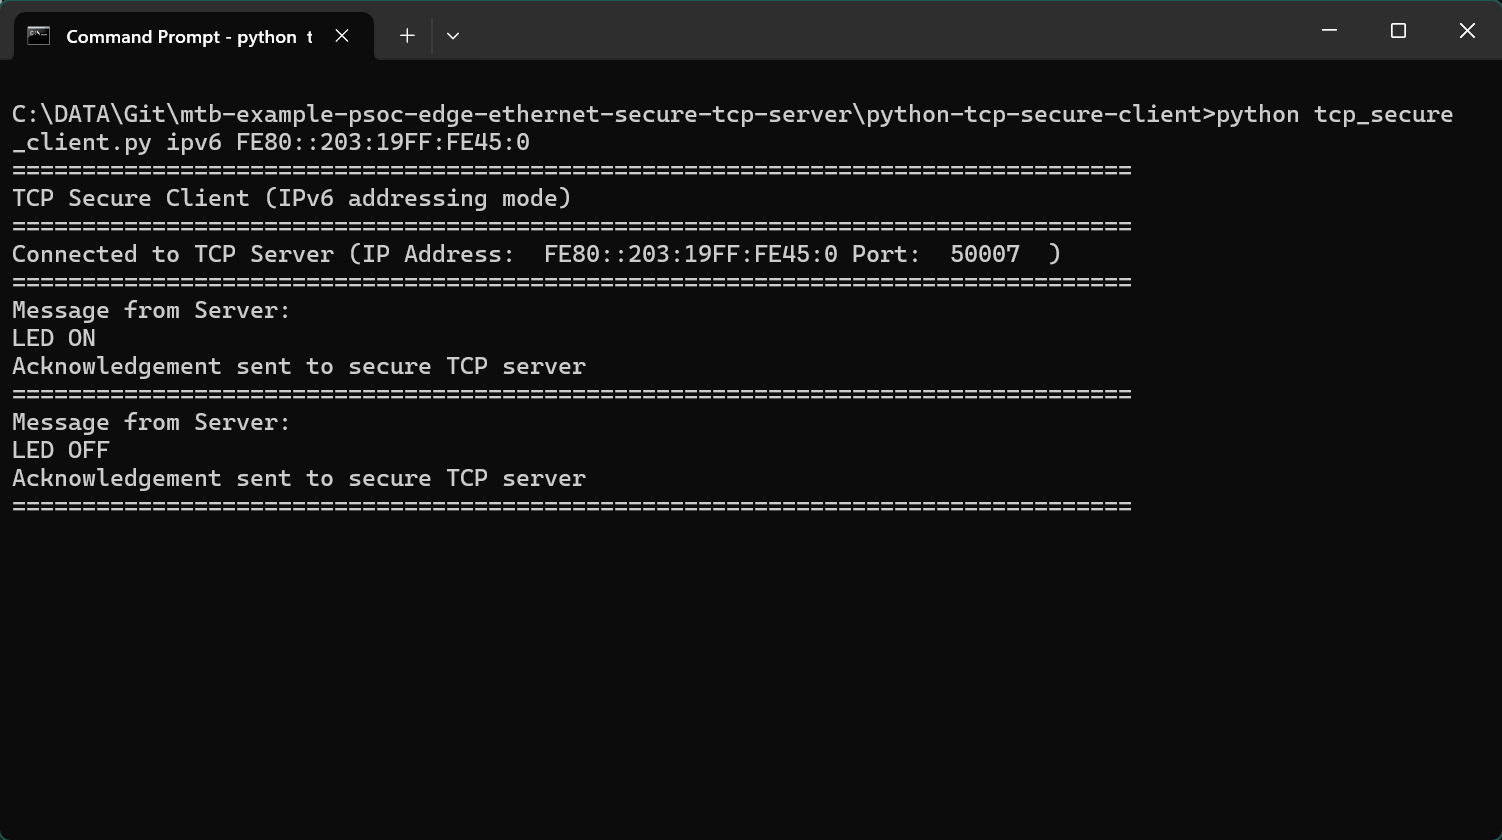 Command Prompt - python t
C:\DATA\Git\mtb-example-psoc-edge-ethernet-secure-tcp-server\python-tcp-secure-client>python tcp_secure
_client.py ipv6 FE80::203:19FF:FE45:0
================================================================================
TCP Secure Client (IPv6 addressing mode)
================================================================================
Connected to TCP Server (IP Address:  FE80::203:19FF:FE45:0 Port:  50007  )
================================================================================
Message from Server:
LED ON
Acknowledgement sent to secure TCP server
================================================================================
Message from Server:
LED OFF
Acknowledgement sent to secure TCP server
================================================================================